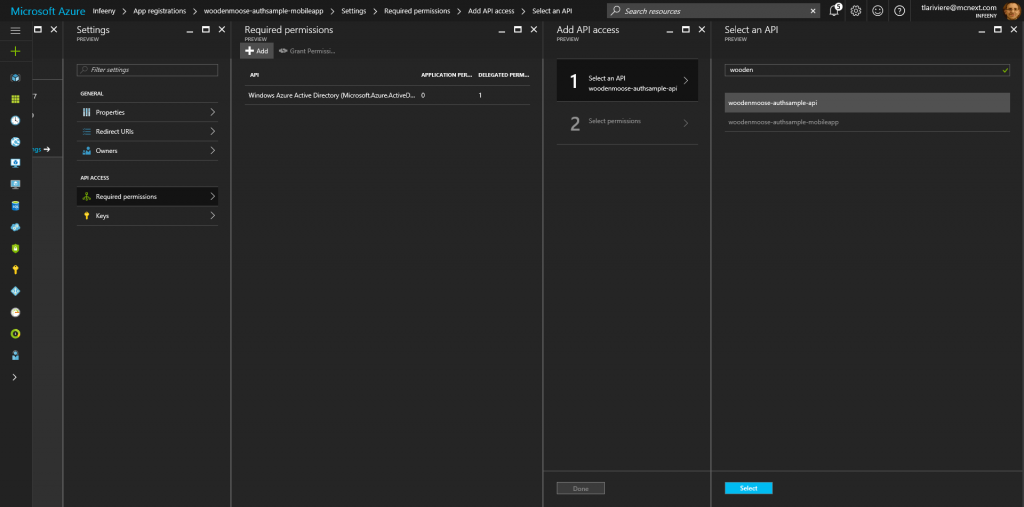 Microsoft Azure Infeeny > App registrations > woodenmoose-authsample-mobileapp > Settings > Required permissions > Add API access > Select an API
Search resources
5
tlariviere@mcnext.com
INFEENY
ngs →
Settings
PREVIEW
Filter settings
GENERAL
Properties
Redirect URIs
Owners
API ACCESS
Required permissions
Keys
Required permissions
PREVIEW
Add
Grant Permissi...
API APPLICATION PER... DELEGATED PERM...
Windows Azure Active Directory (Microsoft.Azure.ActiveD... 0 1
Add API access
PREVIEW
1 Select an API
woodenmoose-authsample-api
2 Select permissions
Done
Select an API
PREVIEW
wooden
woodenmoose-authsample-api
woodenmoose-authsample-mobileapp
Select